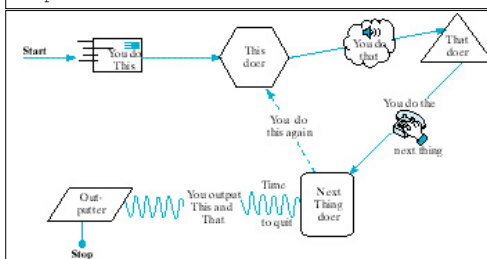 Start
You do
This
This
doer
You do
that
That
doer
You do the
next thing
You do
this again
Next
Thing
doer
Time
to quit
You output
This and
That
Out-
putter
Stop